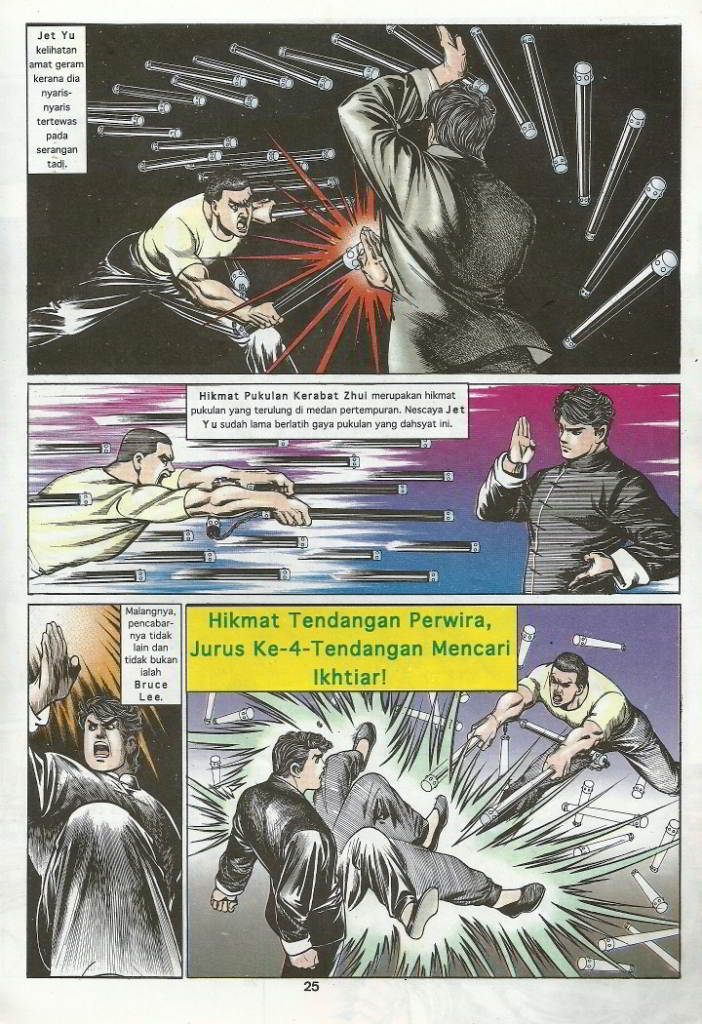 Jet Yu
kelihatan
amat geram
kerana dia
nyaris-
nyaris
tertewas
pada
serangan
tadi.
Hikmat Pukulan Kerabat Zhui merupakan hikmat
pukulan yang terulung di medan pertempuran. Nescaya Jet
Yu sudah lama berlatih gaya pukulan yang dahsyat ini.
Malangnya,
pencabar-
nya tidak
lain dan
tidak bukan
ialah
Bruce
Lee.
Hikmat Tendangan Perwira,
Jurus Ke-4-Tendangan Mencari
Ikhtiar!
25